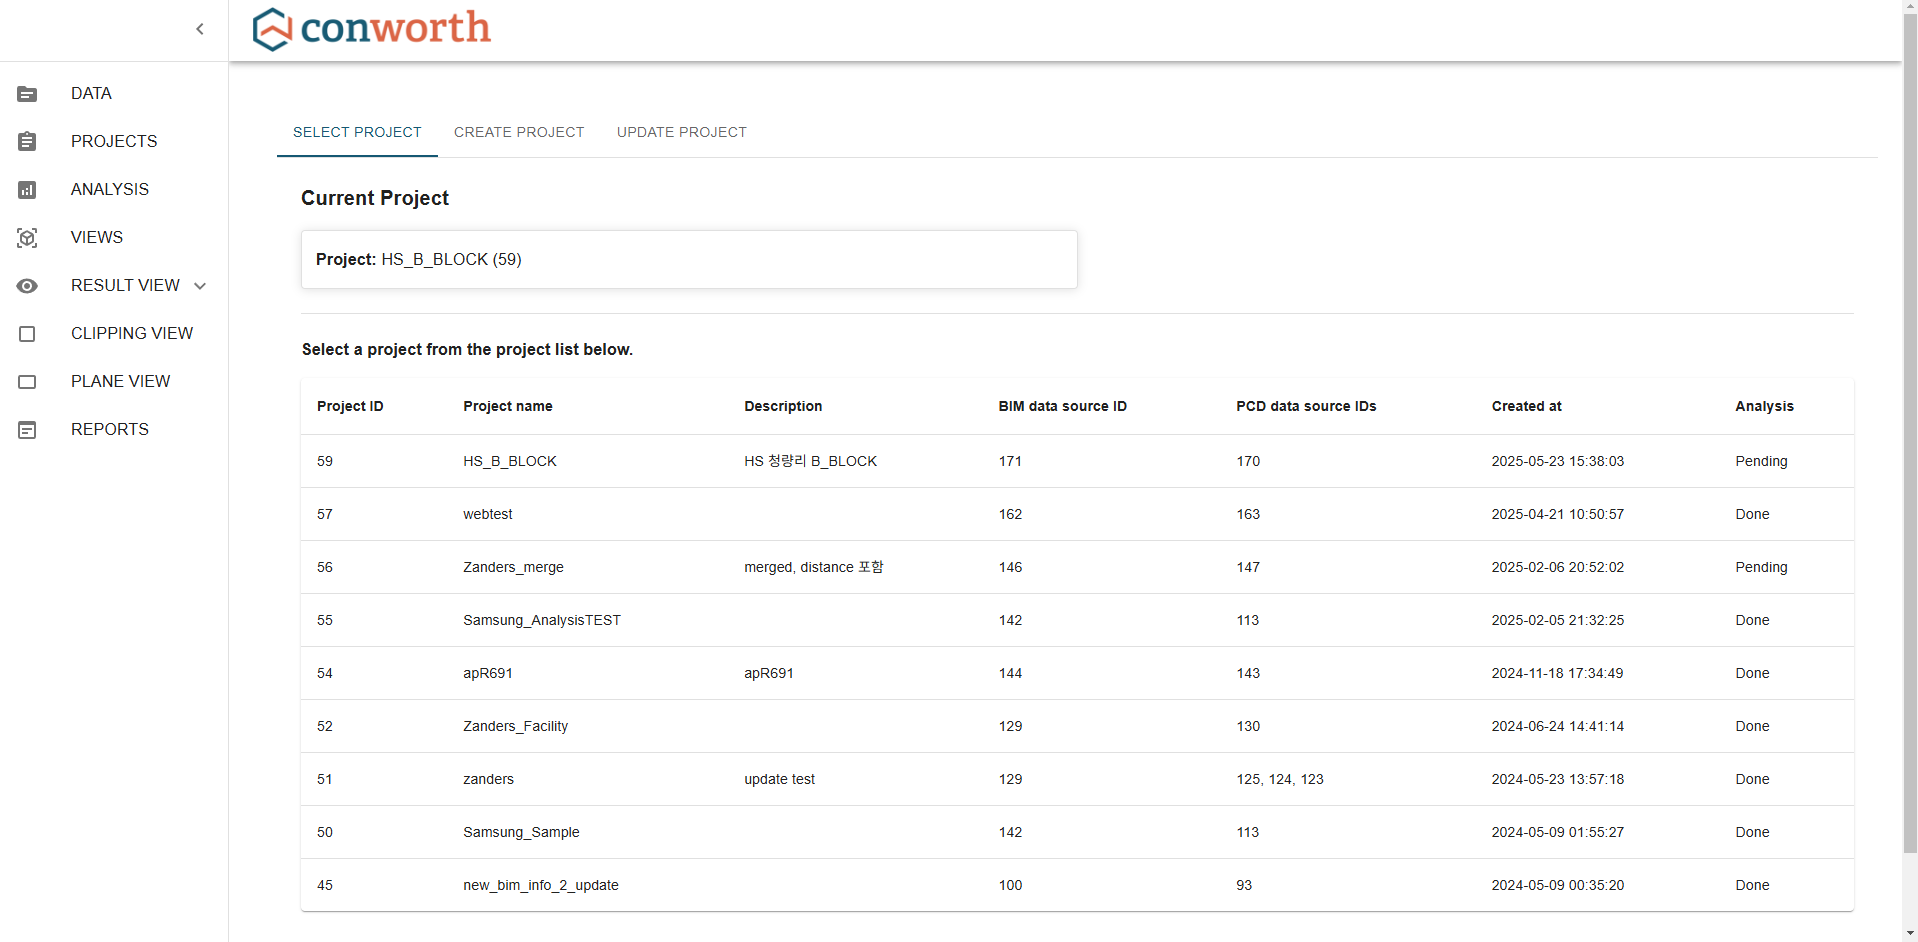 conworth
DATA
PROJECTS
ANALYSIS
VIEWS
RESULT VIEW
CLIPPING VIEW
PLANE VIEW
REPORTS
SELECT PROJECT CREATE PROJECT UPDATE PROJECT
Current Project
Project: HS_B_BLOCK (59)
Select a project from the project list below.
Project ID Project name Description BIM data source ID PCD data source IDs Created at Analysis
59 HS_B_BLOCK HS 청량리 B_BLOCK 171 170 2025-05-23 15:38:03 Pending
57 webtest 162 163 2025-04-21 10:50:57 Done
56 Zanders_merge merged, distance 포함 146 147 2025-02-06 20:52:02 Pending
55 Samsung_AnalysisTEST 142 113 2025-02-05 21:32:25 Done
54 apR691 apR691 144 143 2024-11-18 17:34:49 Done
52 Zanders_Facility 129 130 2024-06-24 14:41:14 Done
51 zanders update test 129 125, 124, 123 2024-05-23 13:57:18 Done
50 Samsung_Sample 142 113 2024-05-09 01:55:27 Done
45 new_bim_info_2_update 100 93 2024-05-09 00:35:20 Done